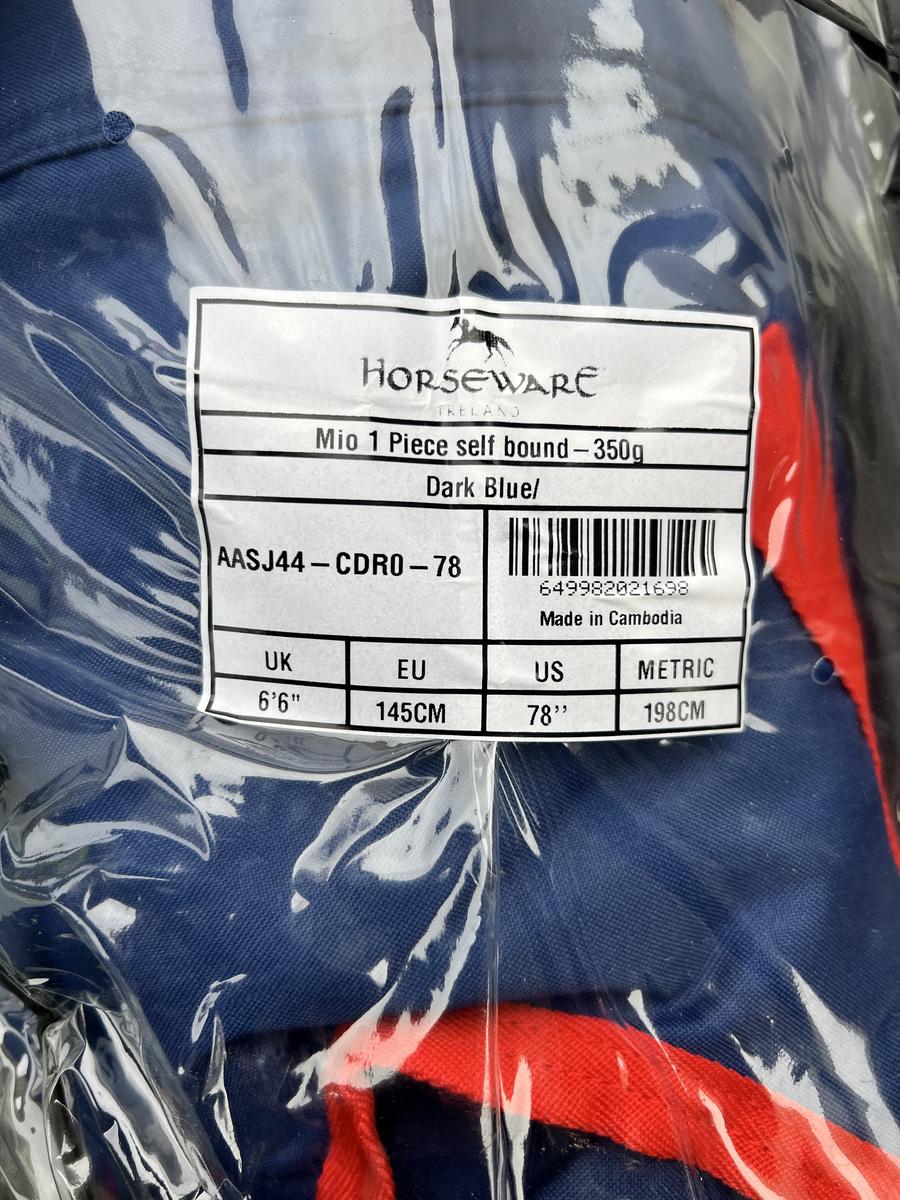 HORSEWARE
IRELAND
Mio 1 Piece self bound – 350g
Dark Blue/
AASJ44 – CDR0 – 78
649982021698
Made in Cambodia
UK EU US METRIC
6'6" 145CM 78’’ 198CM